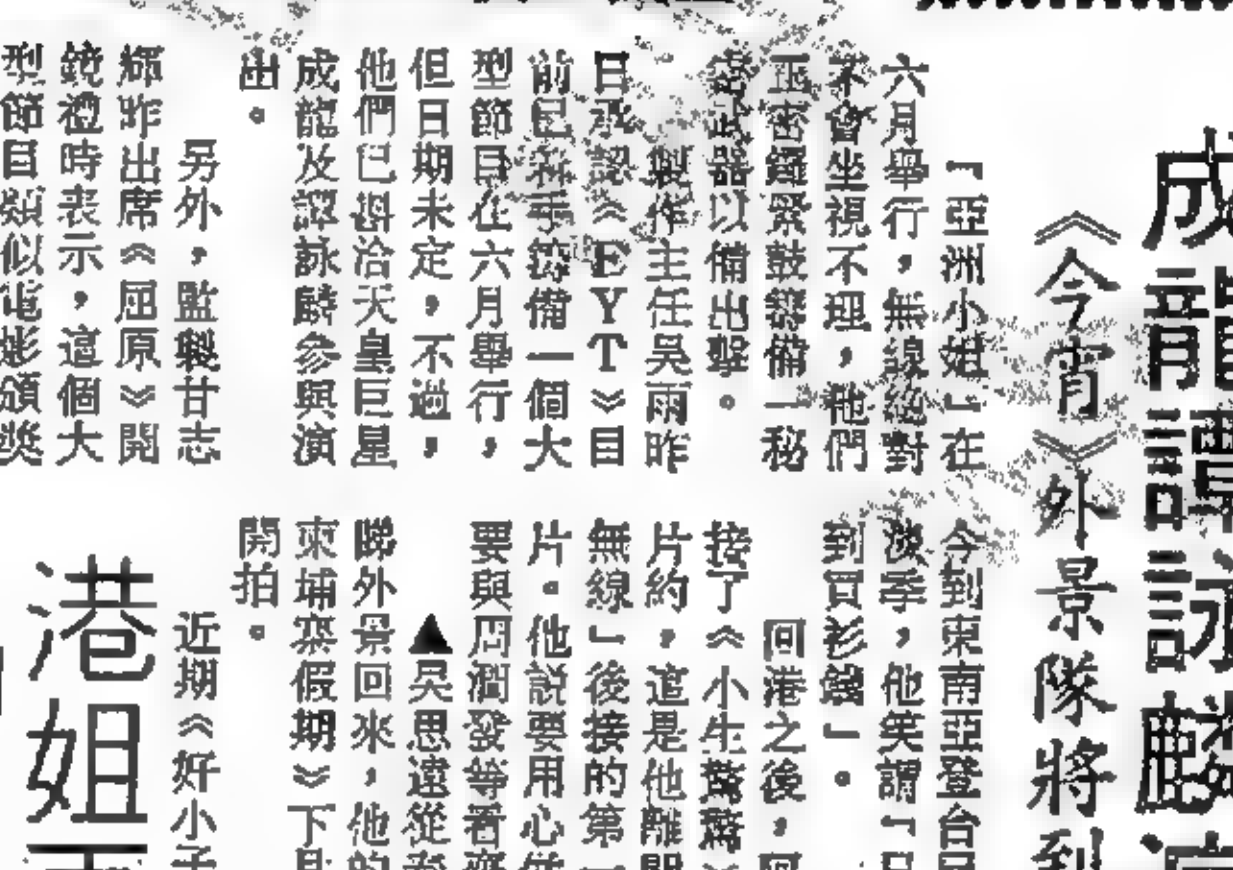 成龍譚詠麟
《今宵》外景隊將到
「亞洲小姐」在
六月舉行，無線絕對
不會坐視不理，他們
正密鑼緊鼓籌備一秘
密武器以備出擊。
製作主任吳雨昨
日承認《EYT》目
前已着手籌備一個大
型節目在六月舉行，
但日期未定，不過，
他們已斟洽天皇巨星
成龍及譚詠麟參與演
出。
另外，監製甘志
輝昨出席《屈原》開
鏡禮時表示，這個大
型節目類似電影頒獎
今到東南亞登台
淡季，他笑謂「
到買衫錢」。
回港之後，
接了《小生驚驚
片約，這是他離開
無線」後接的第一
片。他説要用心
要與周潤發等看
▲吳思遠從
睇外景回來，他的
柬埔寨假期》下
開拍。
近期《好小子
港姐